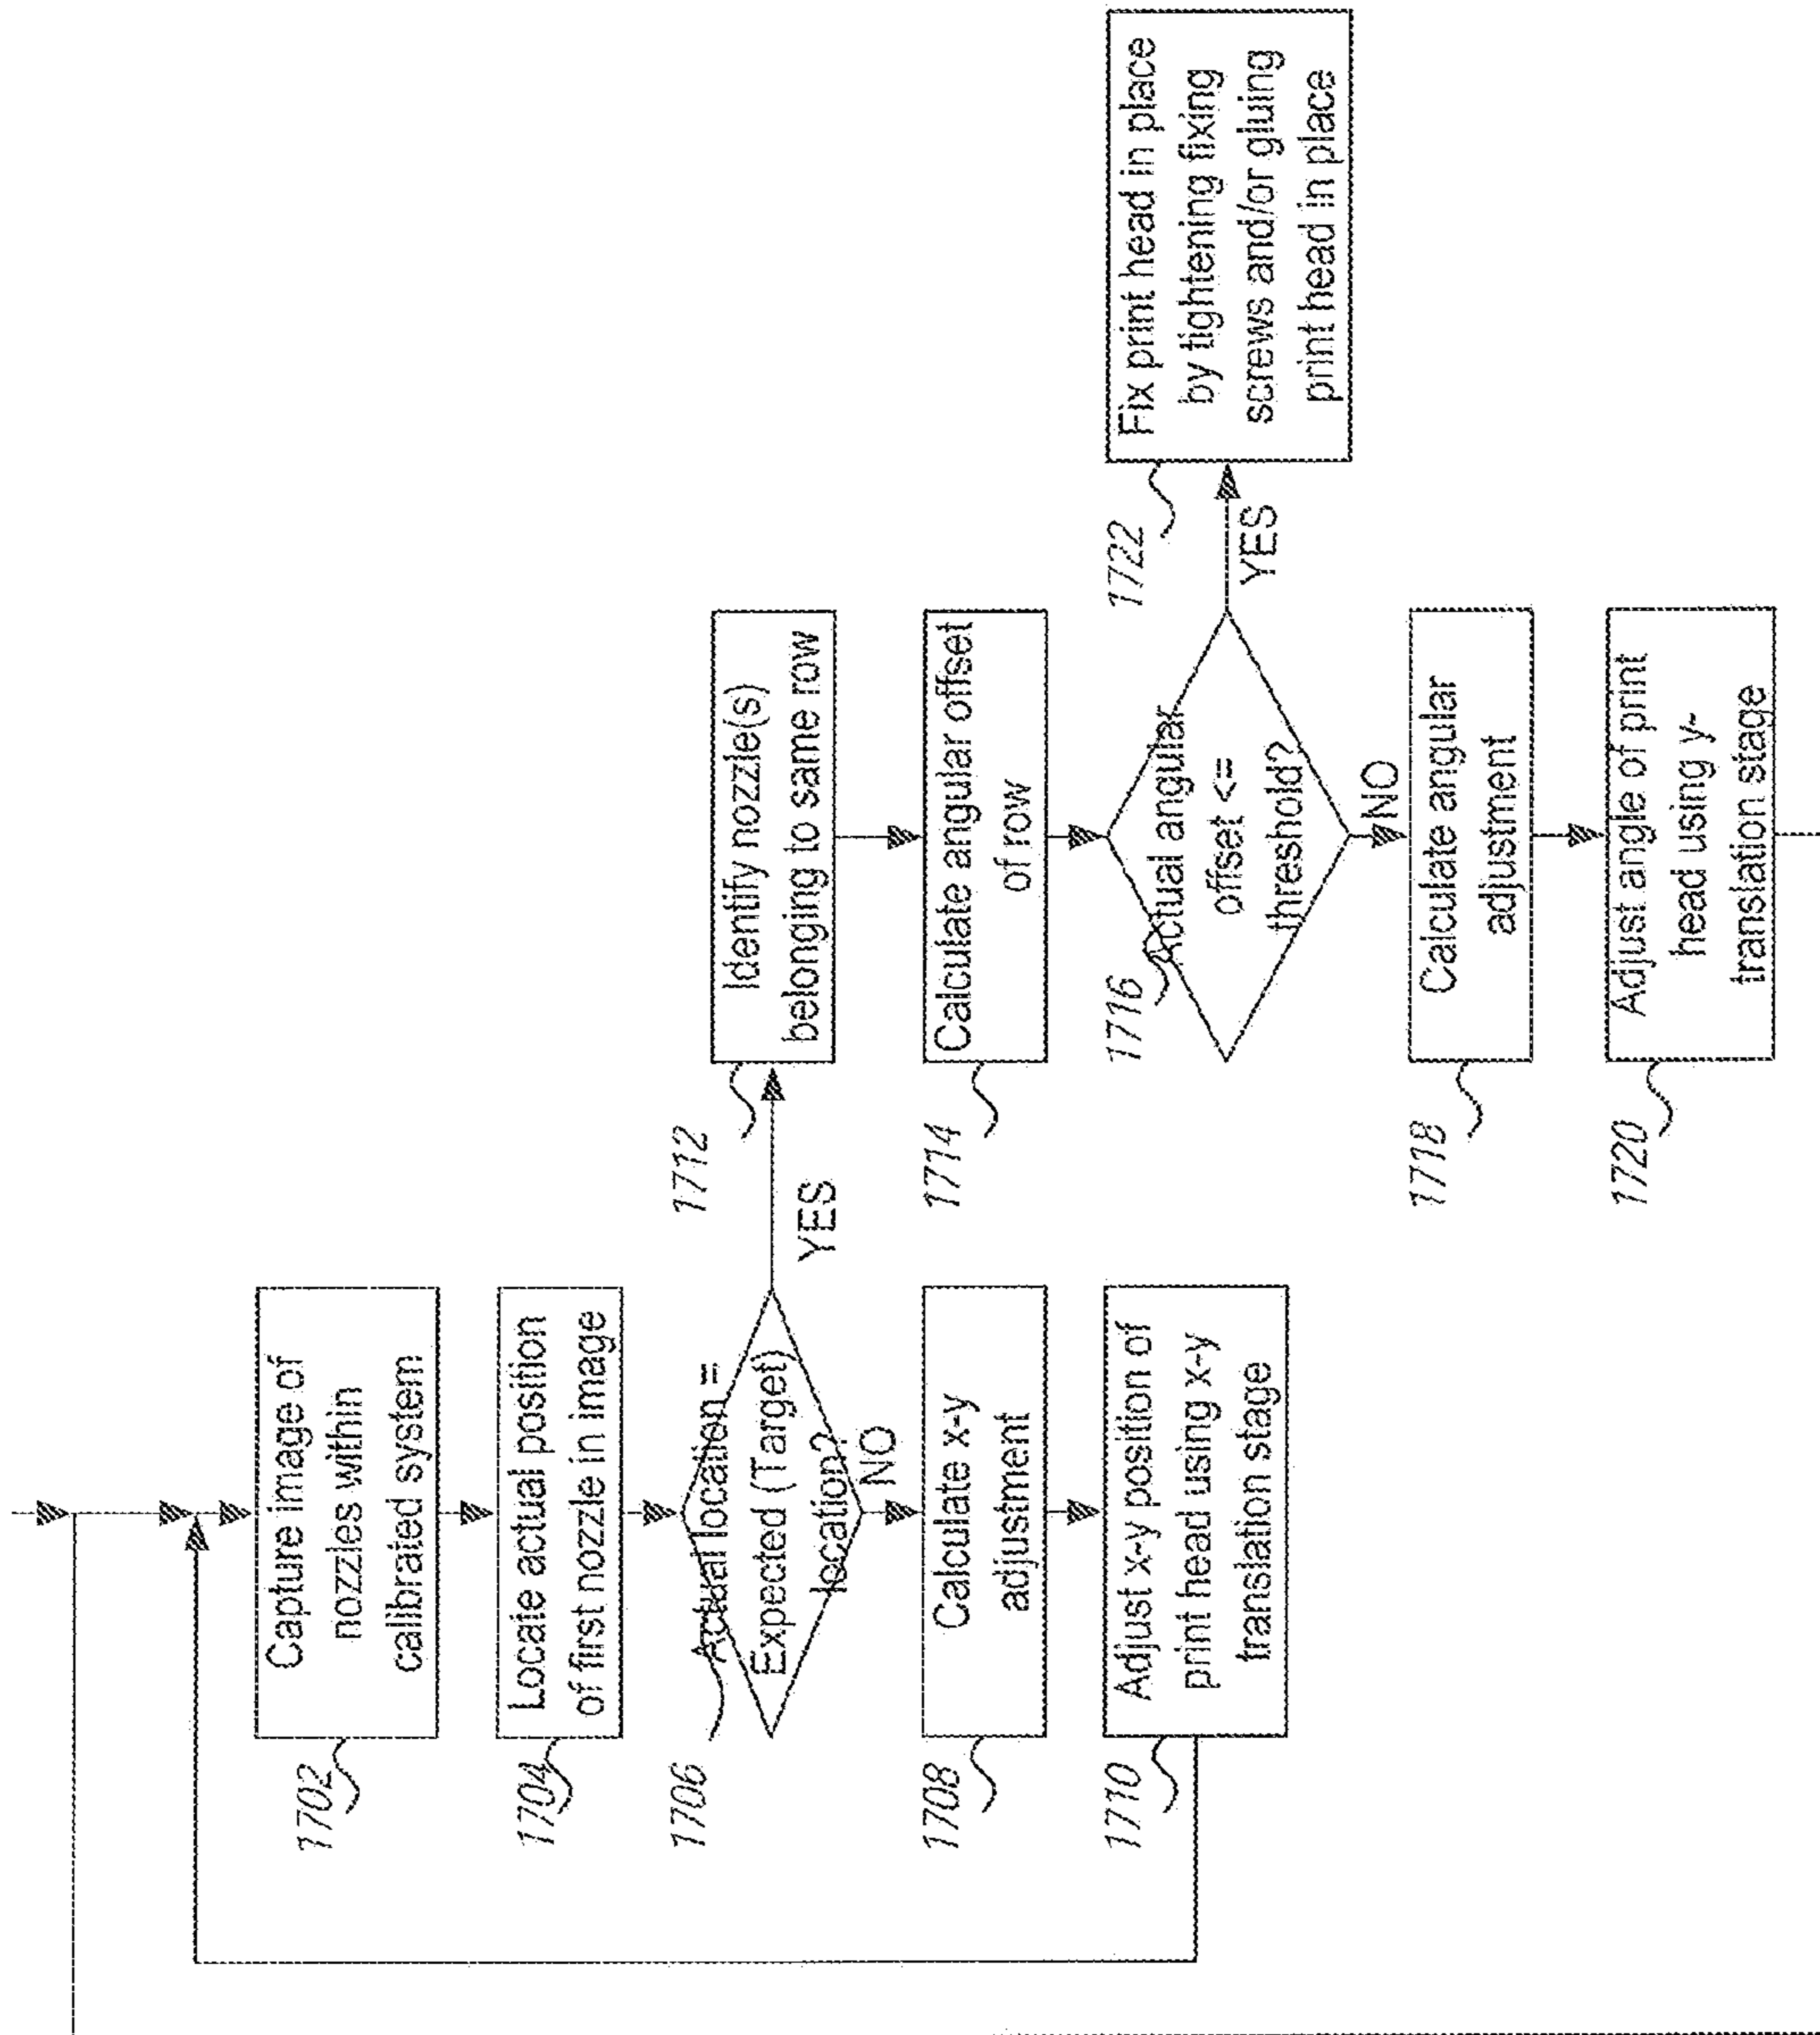 1702
Capture image of
nozzles within
calibrated system
1704
Locate actual position
of first nozzle in image
1706
Actual location =
Expected (Target)
location?
YES
NO
1708
Calculate x-y
adjustment
1710
Adjust x-y position of
print head using x-y
translation stage
1712
Identify nozzle(s)
belonging to same row
1714
Calculate angular offset
of row
1716
Actual angular
offset <=
threshold?
YES
NO
1718
Calculate angular
adjustment
1720
Adjust angle of print
head using y-
translation stage
1722
Fix print head in place
by tightening fixing
screws and/or gluing
print head in place